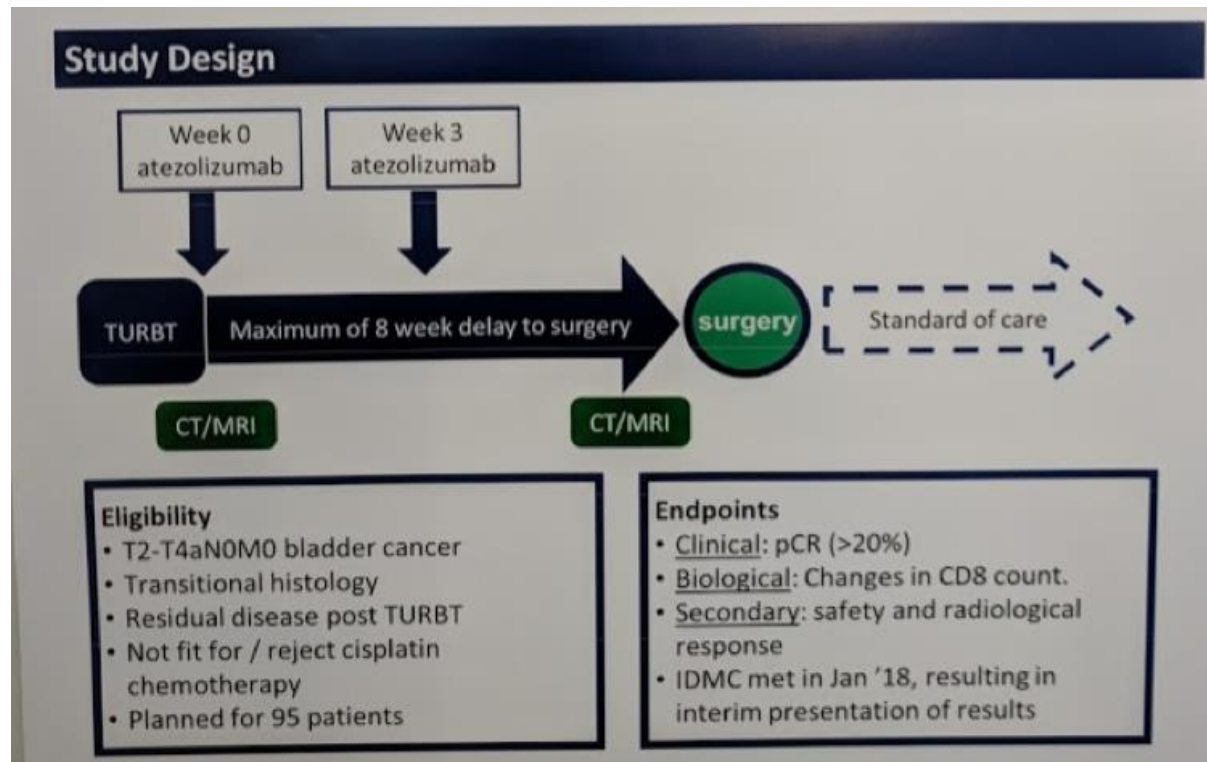 Study Design
Week 0
atezolizumab
Week 3
atezolizumab
TURBT
Maximum of 8 week delay to surgery
surgery
Standard of care
CT/MRI
CT/MRI
Eligibility
• T2-T4aN0M0 bladder cancer
• Transitional histology
• Residual disease post TURBT
• Not fit for / reject cisplatin
chemotherapy
• Planned for 95 patients
Endpoints
• Clinical: pCR (>20%)
• Biological: Changes in CD8 count.
• Secondary: safety and radiological
response
• IDMC met in Jan '18, resulting in
interim presentation of results